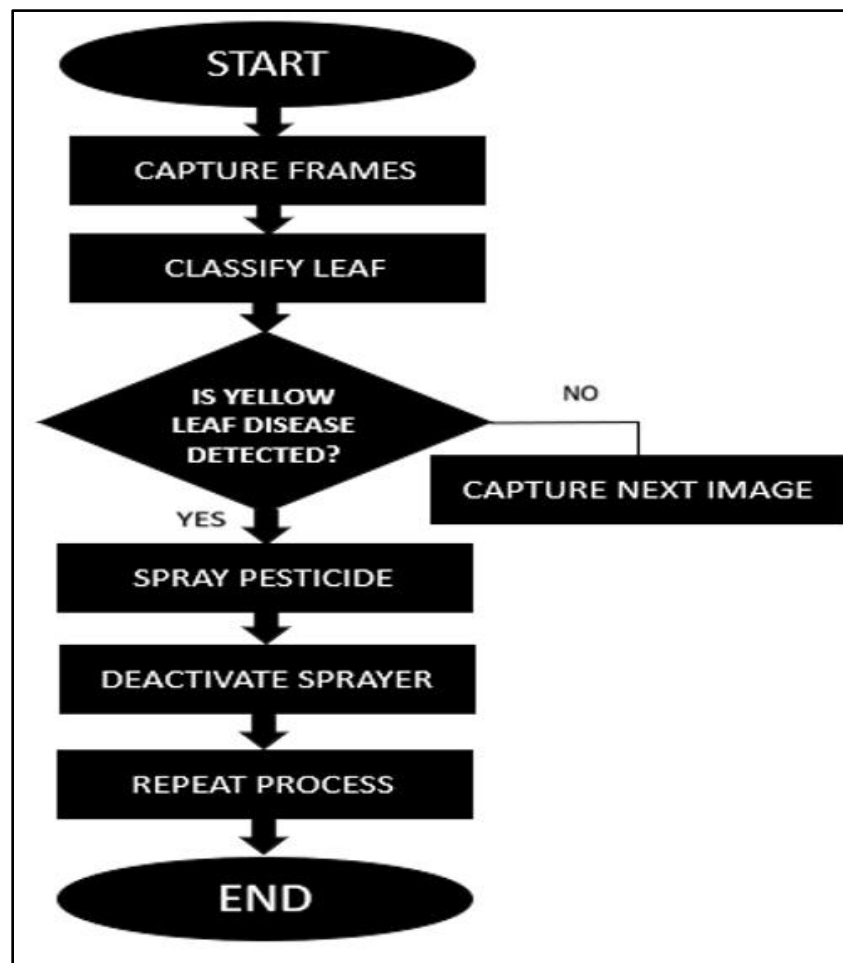 START
CAPTURE FRAMES
CLASSIFY LEAF
IS YELLOW
LEAF DISEASE
DETECTED?
NO
CAPTURE NEXT IMAGE
YES
SPRAY PESTICIDE
DEACTIVATE SPRAYER
REPEAT PROCESS
END